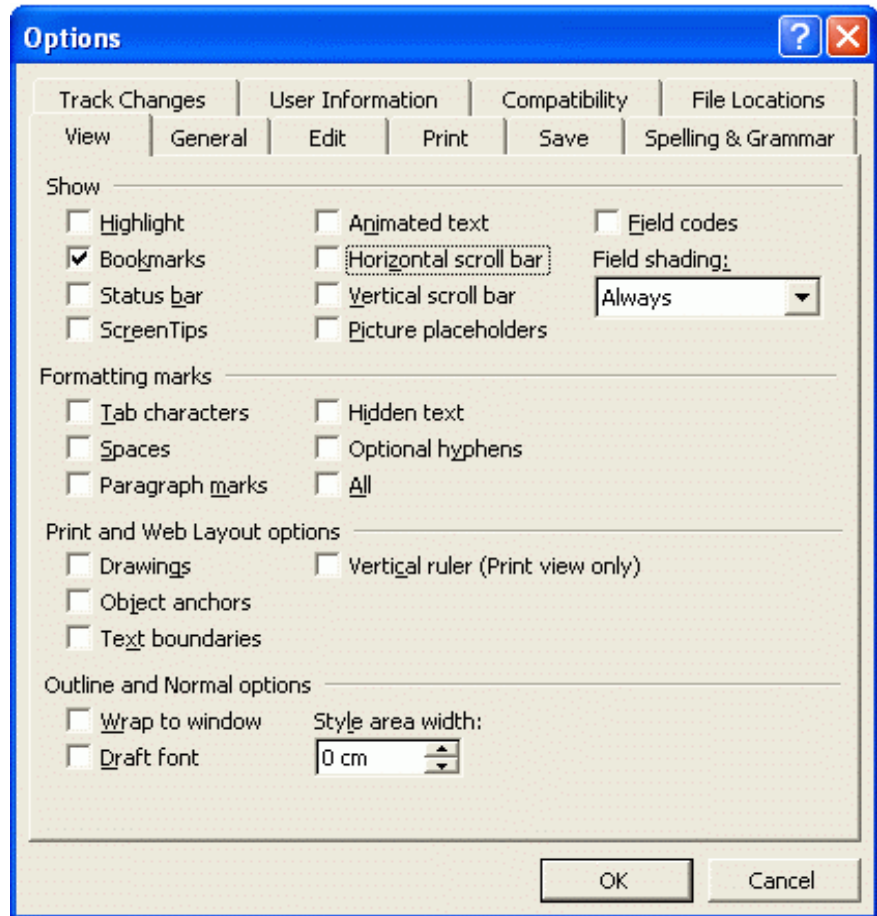 Options
Track Changes User Information Compatibility File Locations
View General Edit Print Save Spelling & Grammar
Show
Highlight Animated text Field codes
Bookmarks Horizontal scroll bar Field shading:
Status bar Vertical scroll bar Always
ScreenTips Picture placeholders
Formatting marks
Tab characters Hidden text
Spaces Optional hyphens
Paragraph marks All
Print and Web Layout options
Drawings Vertical ruler (Print view only)
Object anchors
Text boundaries
Outline and Normal options
Wrap to window Style area width:
Draft font 0 cm
OK Cancel